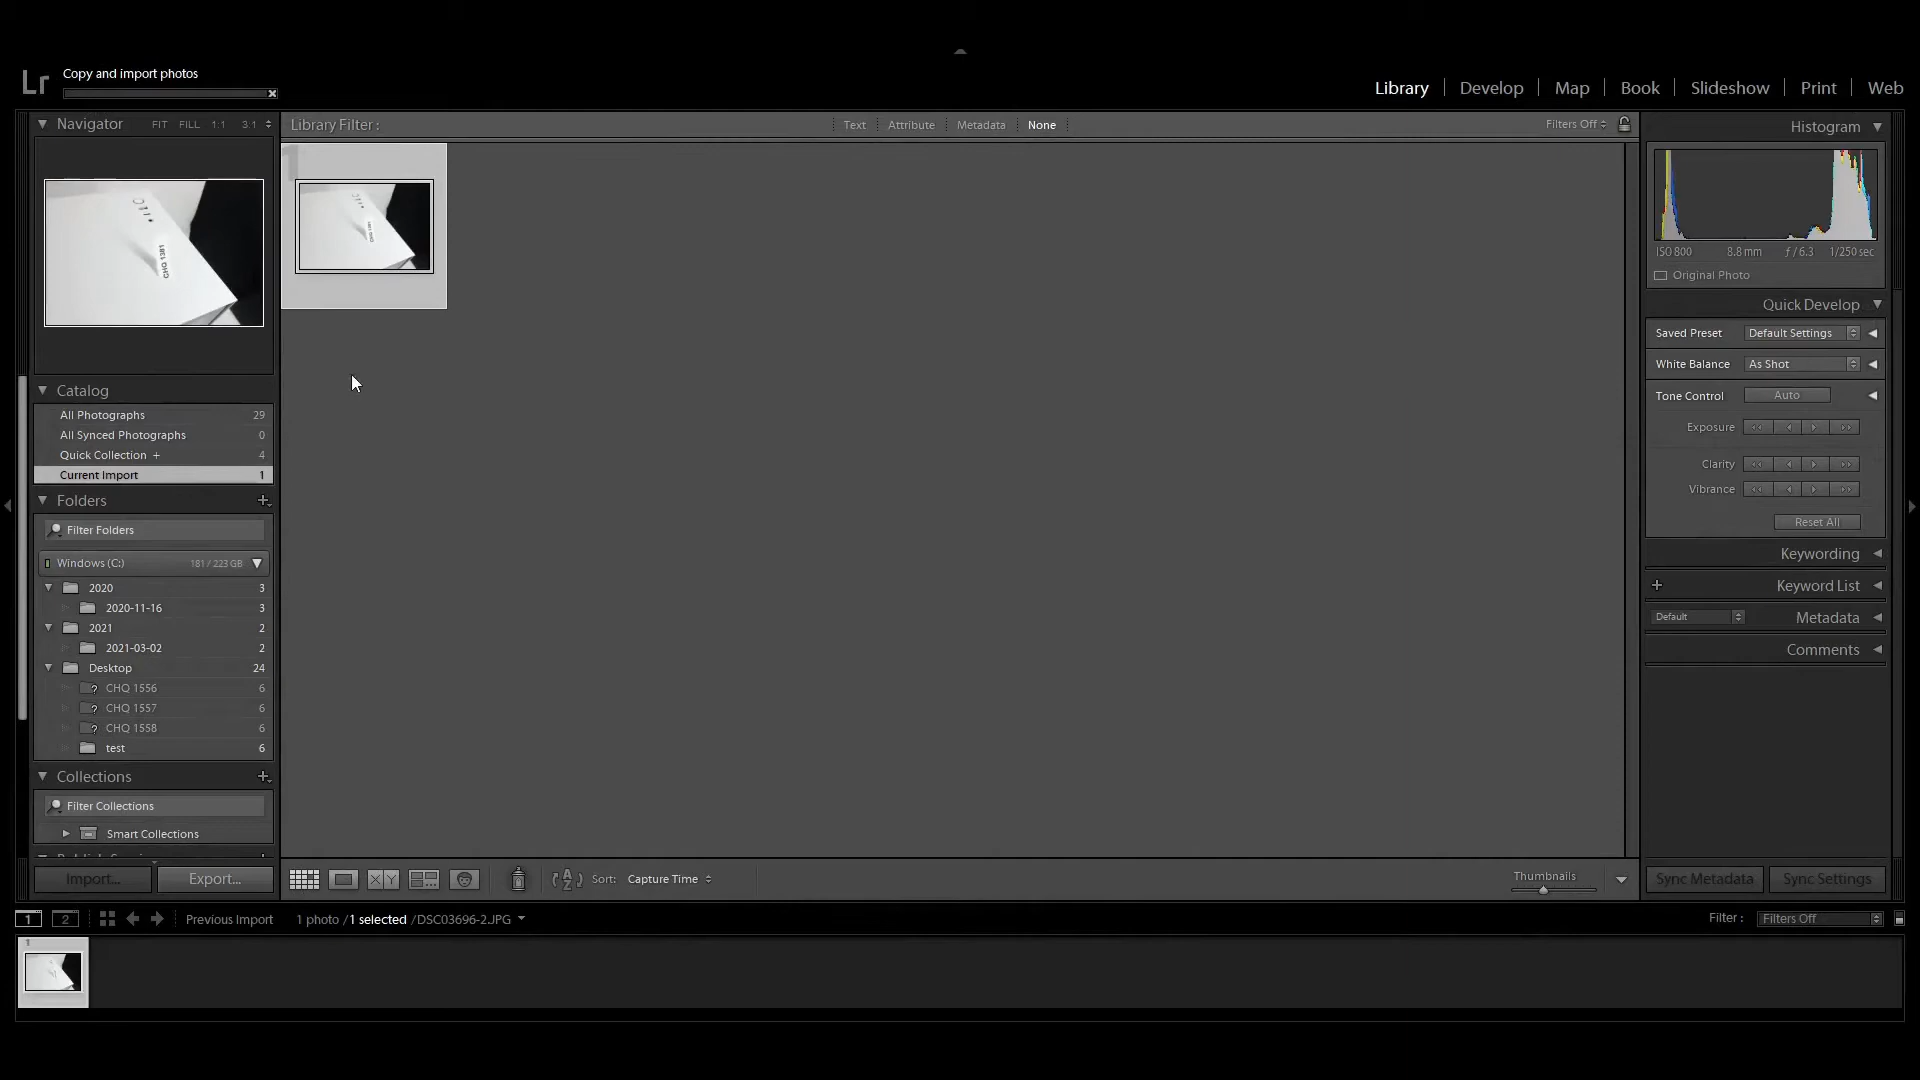 Lr Copy and import photos
Library Develop Map Book Slideshow Print Web
Navigator FIT FILL 1:1 3:1
CHQ 1381
Catalog
All Photographs 29
All Synced Photographs 0
Quick Collection + 4
Current Import 1
Folders
Filter Folders
Windows (C:) 181 / 223 GB
2020 3
2020-11-16 3
2021 2
2021-03-02 2
Desktop 24
? CHQ 1556 6
? CHQ 1557 6
? CHQ 1558 6
test 6
Collections
Filter Collections
Smart Collections
Import... Export...
Library Filter : Text Attribute Metadata None Filters Off
1
Sort: Capture Time
Thumbnails
Histogram
ISO 800 8.8 mm ƒ / 6.3 1/250 sec
Original Photo
Quick Develop
Saved Preset Default Settings
White Balance As Shot
Tone Control Auto
Exposure
Clarity
Vibrance
Reset All
Keywording
Keyword List
Default Metadata
Comments
Sync Metadata Sync Settings
1 2 Previous Import 1 photo / 1 selected / DSC03696-2.JPG Filter : Filters Off
1